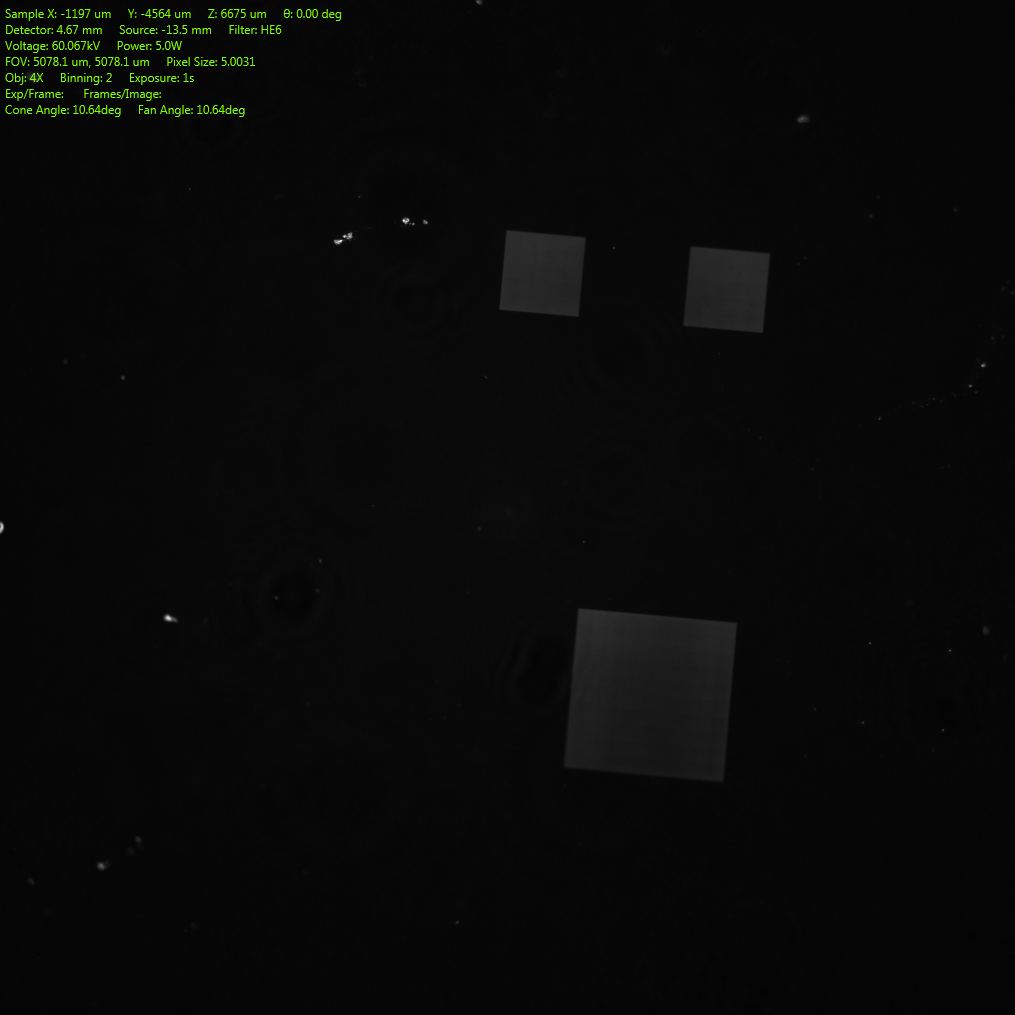 Sample X: -1197 um Y: -4564 um Z: 6675 um θ: 0.00 deg
Detector: 4.67 mm Source: -13.5 mm Filter: HE6
Voltage: 60.067kV Power: 5.0W
FOV: 5078.1 um, 5078.1 um Pixel Size: 5.0031
Obj: 4X Binning: 2 Exposure: 1s
Exp/Frame: Frames/Image:
Cone Angle: 10.64deg Fan Angle: 10.64deg